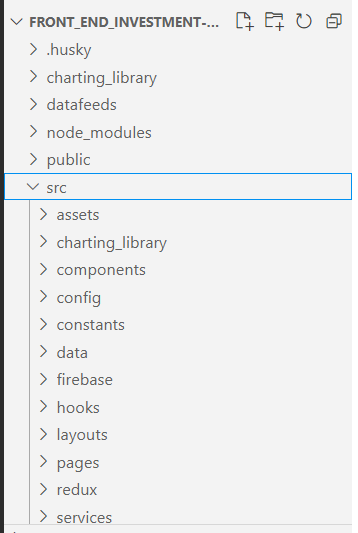 FRONT_END_INVESTMENT-...
.husky
charting_library
datafeeds
node_modules
public
src
assets
charting_library
components
config
constants
data
firebase
hooks
layouts
pages
redux
services